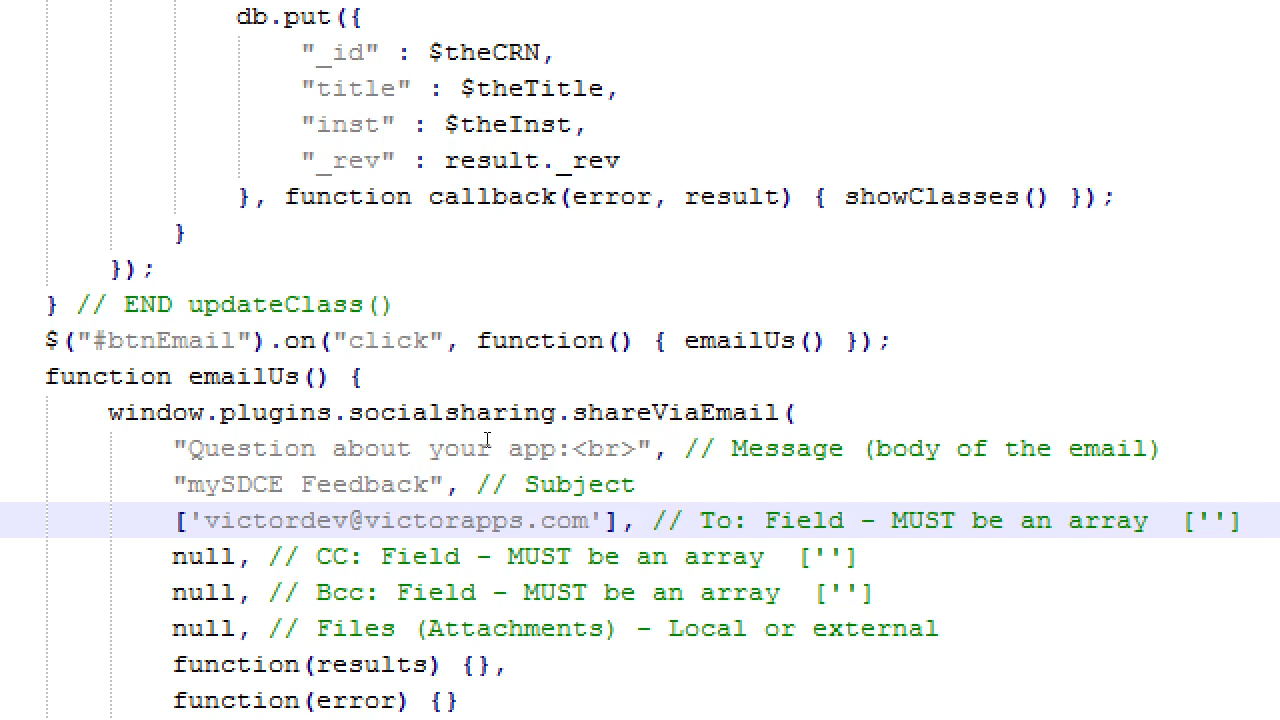 db.put({
"_id" : $theCRN,
"title" : $theTitle,
"inst" : $theInst,
"_rev" : result._rev
}, function callback(error, result) { showClasses() });
}
});
} // END updateClass()
$("#btnEmail").on("click", function() { emailUs() });
function emailUs() {
window.plugins.socialsharing.shareViaEmail(
"Question about your app:<br>", // Message (body of the email)
"mySDCE Feedback", // Subject
['victordev@victorapps.com'], // To: Field - MUST be an array  ['']
null, // CC: Field - MUST be an array  ['']
null, // Bcc: Field - MUST be an array  ['']
null, // Files (Attachments) - Local or external
function(results) {},
function(error) {}